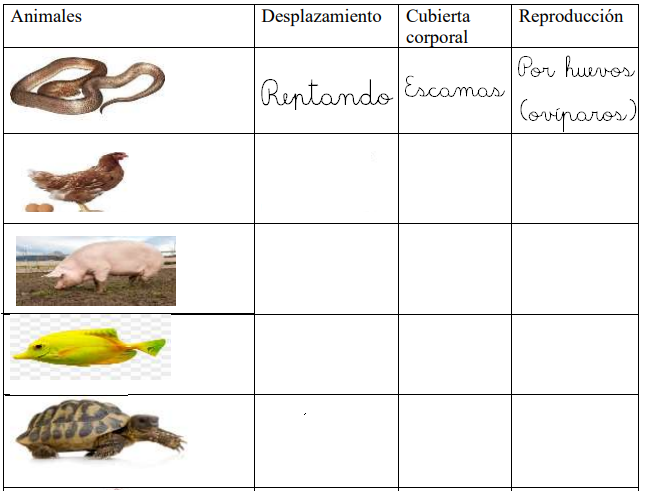 Animales
Desplazamiento
Cubierta
corporal
Reproducción
Reptando
Escamas
Por huevos
(ovíparos)